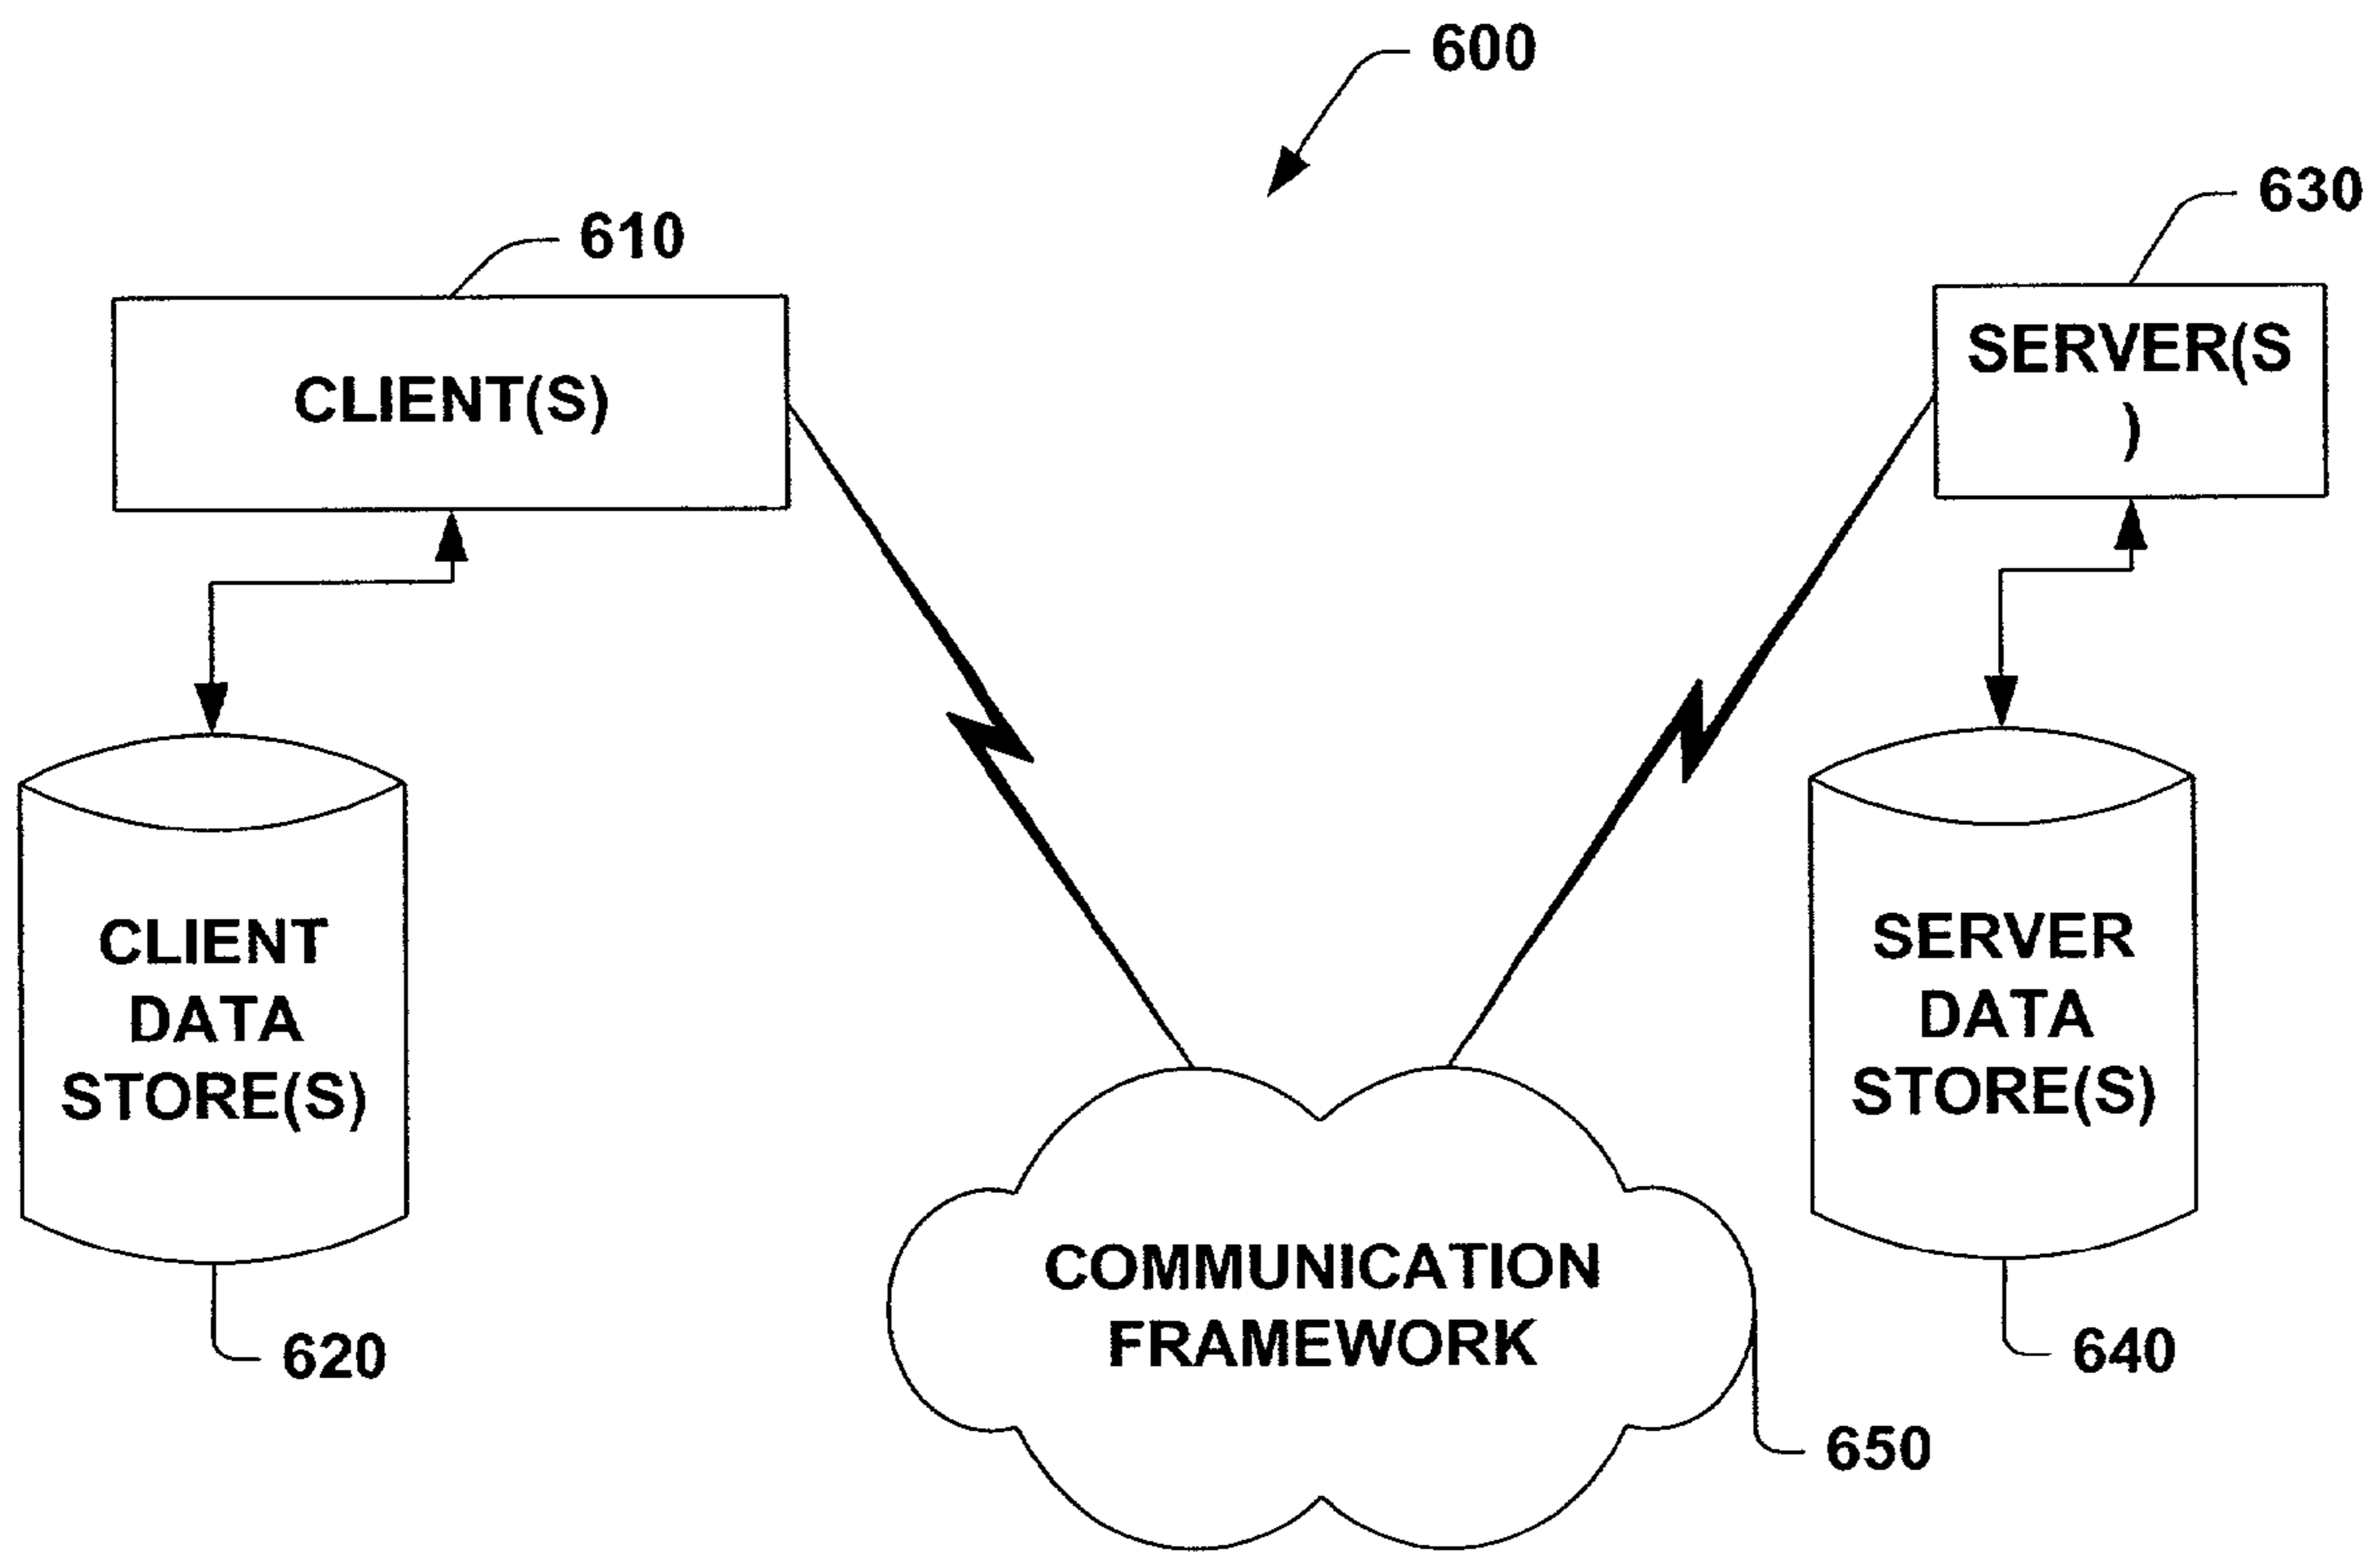 600
610
630
CLIENT(S)
SERVER(S
)
CLIENT
DATA
STORE(S)
SERVER
DATA
STORE(S)
COMMUNICATION
FRAMEWORK
620
640
650